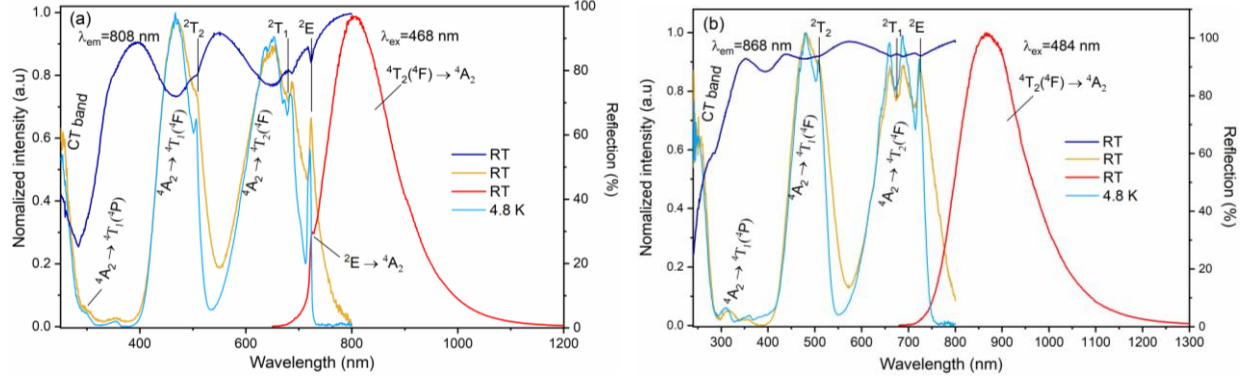 (a)
λem=808 nm
²T₂
²T₁
²E
λex=468 nm
⁴T₂(⁴F) → ⁴A₂
CT band
⁴A₂ → ⁴T₁(⁴P)
⁴A₂ → ⁴T₁(⁴F)
⁴A₂ → ⁴T₂(⁴F)
RT
RT
RT
4.8 K
²E → ⁴A₂
Normalized intensity (a.u)
1.0
0.8
0.6
0.4
0.2
0.0
100
90
80
70
60
50
40
30
20
10
0
Reflection (%)
400
600
800
1000
1200
Wavelength (nm)
(b)
λem=868 nm
²T₂
²T₁
²E
λex=484 nm
⁴T₂(⁴F) → ⁴A₂
CT band
⁴A₂ → ⁴T₁(⁴P)
⁴A₂ → ⁴T₁(⁴F)
⁴A₂ → ⁴T₂(⁴F)
RT
RT
RT
4.8 K
Nomalized intensity (a.u)
1.0
0.8
0.6
0.4
0.2
0.0
100
80
60
40
20
0
Reflection (%)
300
400
500
600
700
800
900
1000
1100
1200
1300
Wavelength (nm)